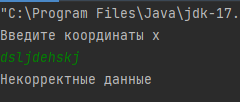 "C:\Program Files\Java\jdk-17.
Введите координаты x
dsljdehskj
Некорректные данные